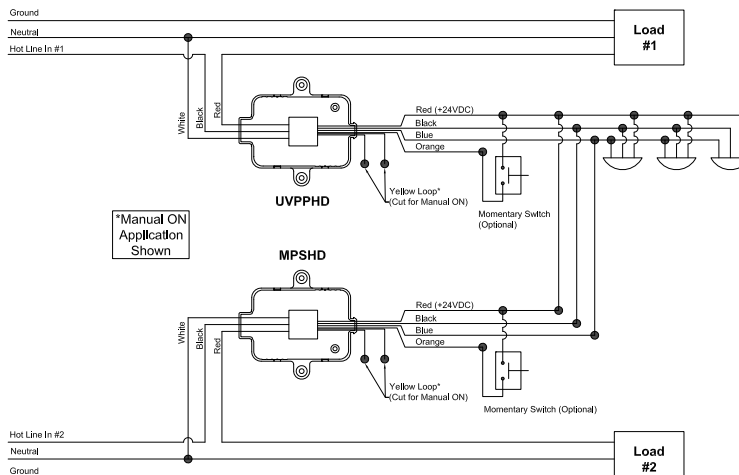 Ground
Neutral
Hot Line In #1
Load
#1
White
Black
Red
Red (+24VDC)
Black
Blue
Orange
Yellow Loop*
(Cut for Manual ON)
UVPPHD
Momentary Switch
(Optional)
*Manual ON
Application
Shown
MPSHD
White
Black
Red
Red (+24VDC)
Black
Blue
Orange
Yellow Loop*
(Cut for Manual ON)
Momentary Switch (Optional)
Hot Line In #2
Neutral
Ground
Load
#2